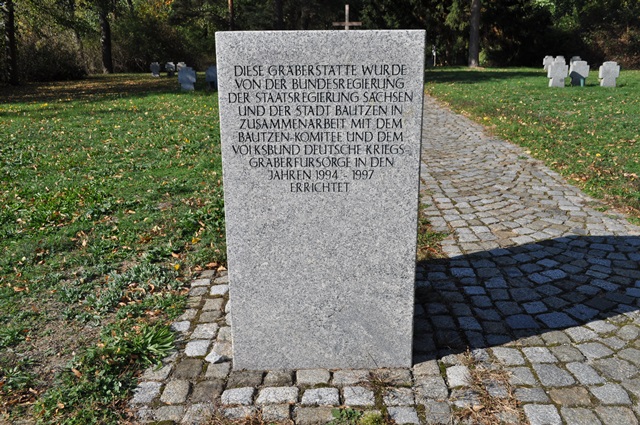 DIESE GRÄBERSTÄTTE WURDE
VON DER BUNDESREGIERUNG
DER STAATSREGIERUNG SACHSEN
UND DER STADT BAUTZEN IN
ZUSAMMENARBEIT MIT DEM
BAUTZEN-KOMITEE UND DEM
VOLKSBUND DEUTSCHE KRIEGS-
GRÄBERFÜRSORGE IN DEN
JAHREN 1994 - 1997
ERRICHTET